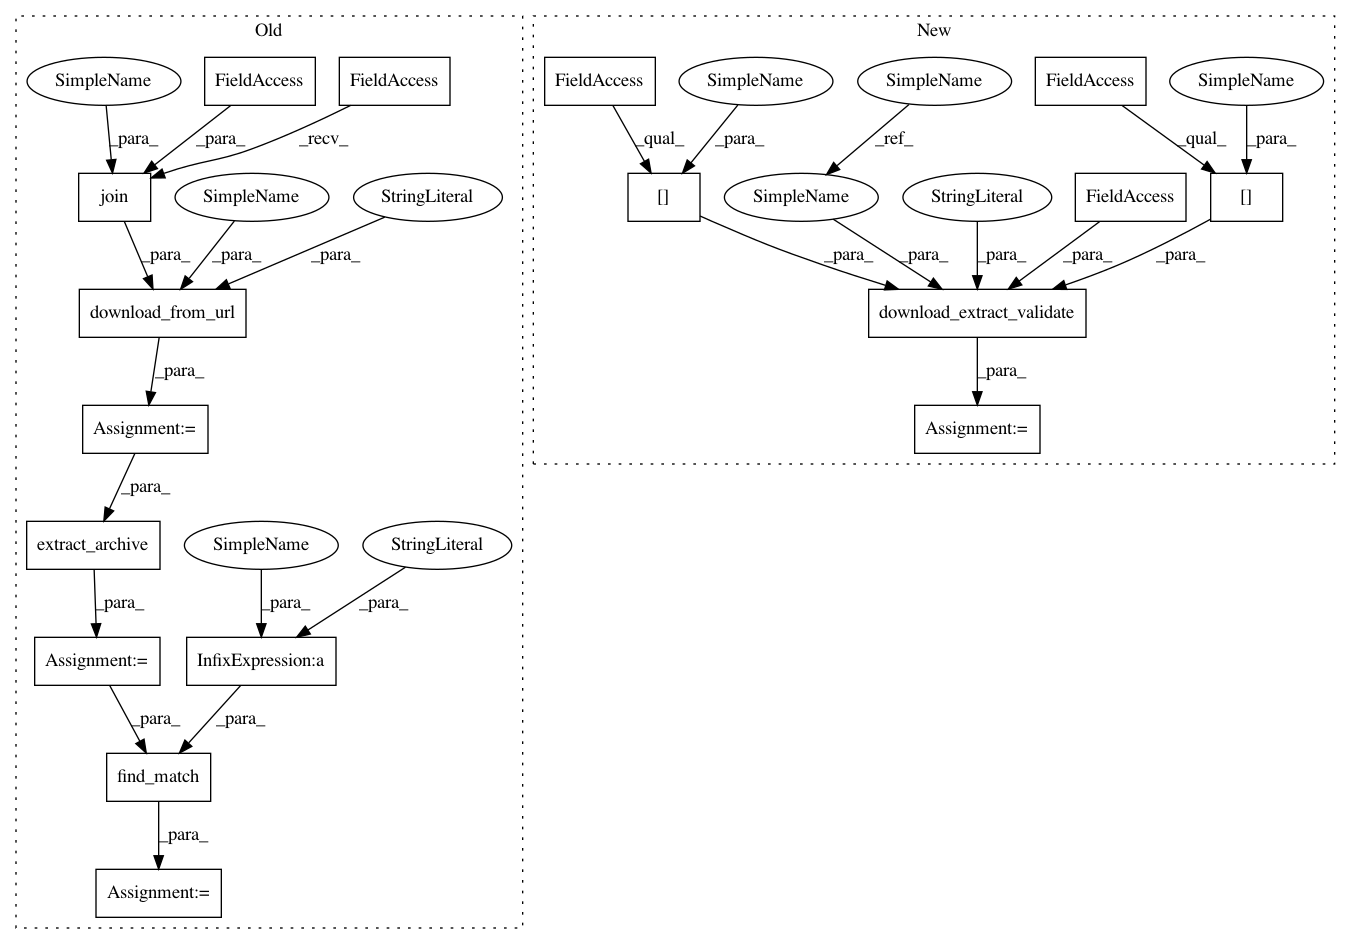 Old
New
SimpleName
FieldAccess
FieldAccess
FieldAccess
SimpleName
SimpleName
FieldAccess
SimpleName
_para_
_para_
_recv_
_qual_
_para_
_ref_
_qual_
_para_
join
SimpleName
StringLiteral
[]
SimpleName
StringLiteral
FieldAccess
[]
_para_
_para_
_para_
_para_
_para_
_para_
_para_
_para_
download_from_url
download_extract_validate
_para_
_para_
Assignment:=
Assignment:=
_para_
extract_archive
SimpleName
StringLiteral
_para_
_para_
_para_
Assignment:=
InfixExpression:a
_para_
_para_
find_match
_para_
Assignment:=